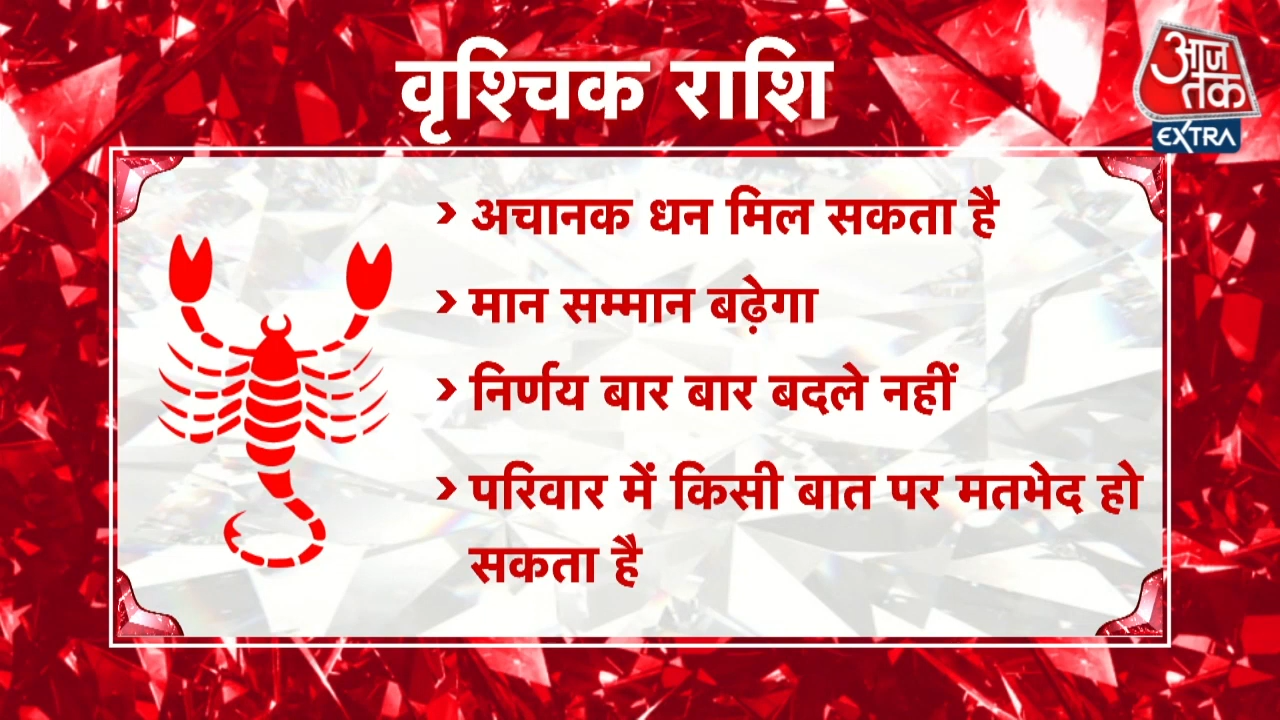 वृश्चिक राशि
आज
तक
EXTRA
› अचानक धन मिल सकता है
› मान सम्मान बढ़ेगा
› निर्णय बार बार बदले नहीं
› परिवार में किसी बात पर मतभेद हो
सकता है